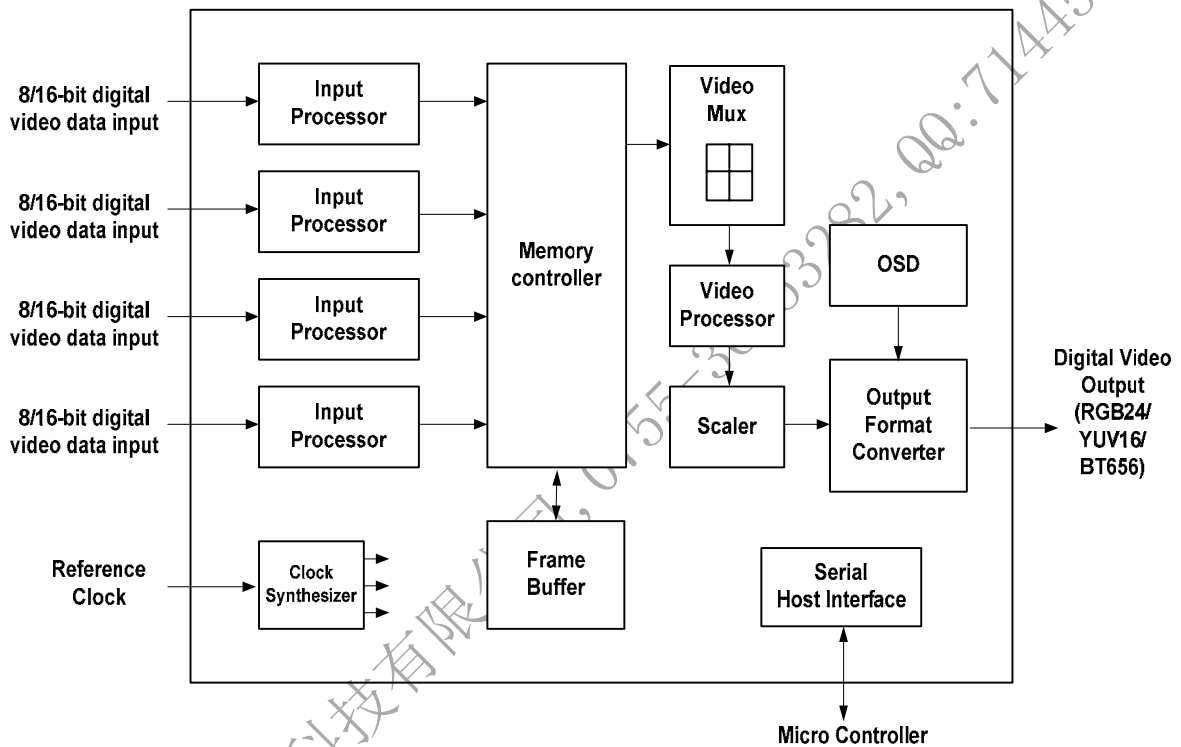 8/16-bit digital
video data input
Input
Processor
8/16-bit digital
video data input
Input
Processor
8/16-bit digital
video data input
Input
Processor
8/16-bit digital
video data input
Input
Processor
Reference
Clock
Clock
Synthesizer
Memory
controller
Frame
Buffer
Video
Mux
Video
Processor
Scaler
OSD
Output
Format
Converter
Digital Video
Output
(RGB24/
YUV16/
BT656)
Serial
Host Interface
Micro Controller